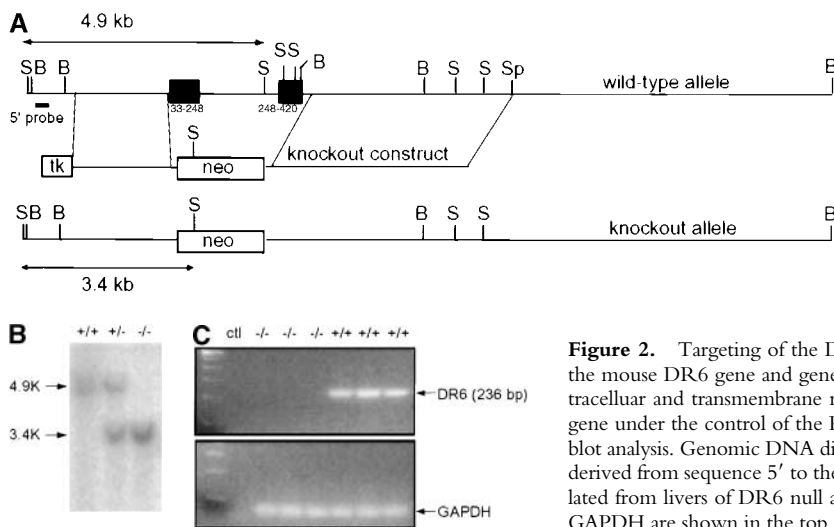 A
4.9 kb
S B B S S S B B S S Sp B
wild-type allele
33-248
248-420
5' probe
S
tk
neo
knockout construct
S B B S B S S B
knockout allele
neo
3.4 kb
B
+/+ +/- -/-
4.9K
3.4K
C
ctl -/- -/- -/- +/+ +/+ +/+
DR6 (236 bp)
GAPDH
Figure 2. Targeting of the D
the mouse DR6 gene and gene
tracelluar and transmembrane r
gene under the control of the
blot analysis. Genomic DNA di
derived from sequence 5′ to the
lated from livers of DR6 null a
GAPDH are shown in the top